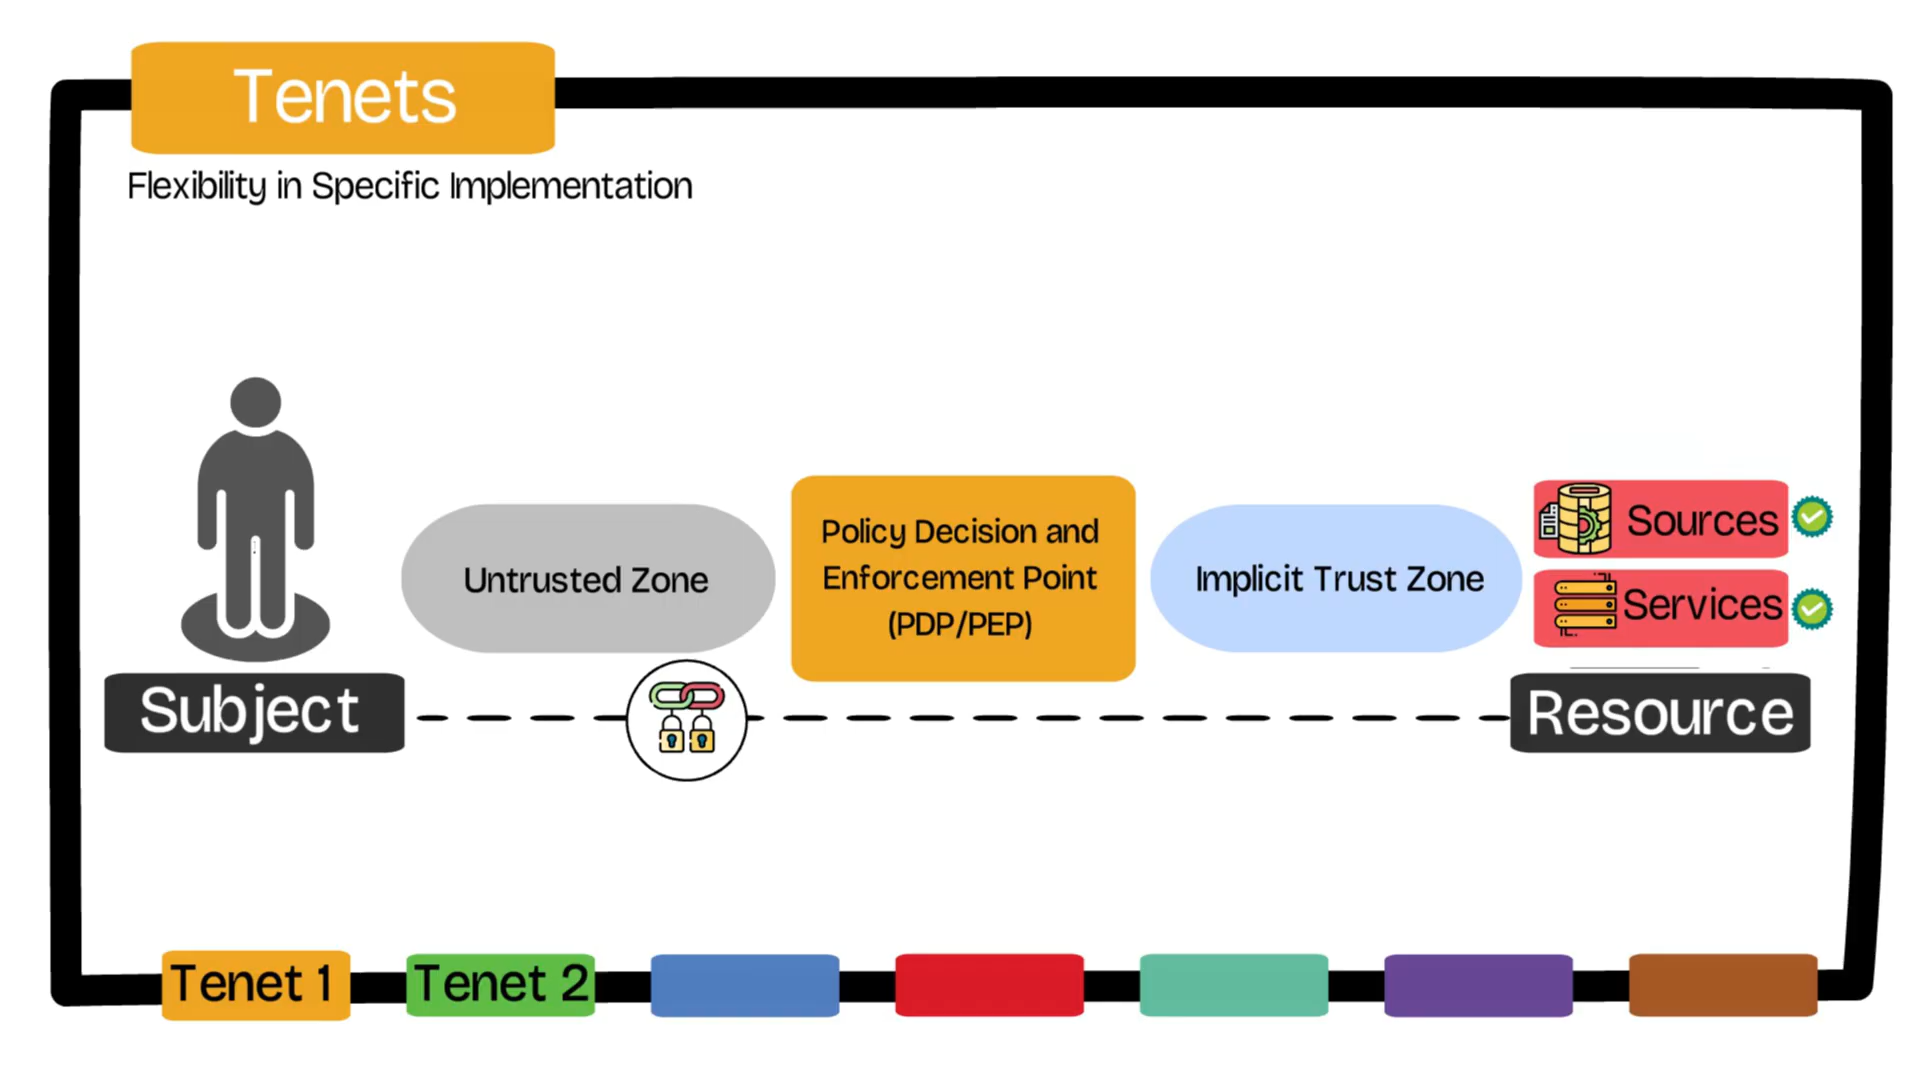 Tenets
Flexibility in Specific Implementation
Untrusted Zone
Policy Decision and
Enforcement Point
(PDP/PEP)
Implicit Trust Zone
Sources
Services
Subject
Resource
Tenet 1
Tenet 2